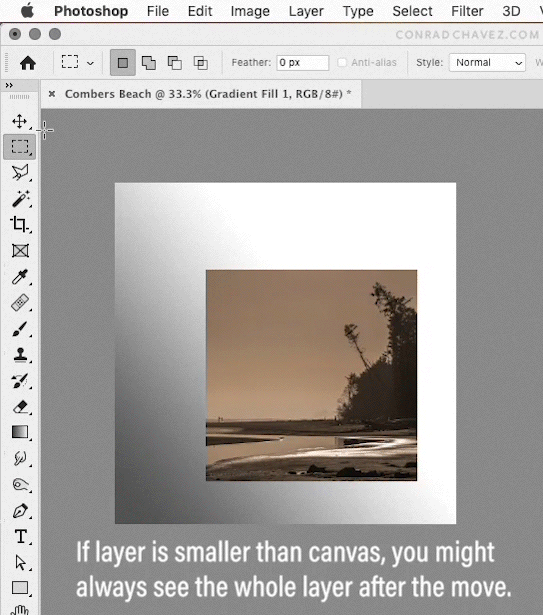 Photoshop File Edit Image Layer Type Select Filter 3D
CONRADCHAVEZ.COM
Feather: 0 px Anti-alias Style: Normal
Combers Beach @ 33.3% (Gradient Fill 1, RGB/8#) *
If layer is smaller than canvas, you might
always see the whole layer after the move.